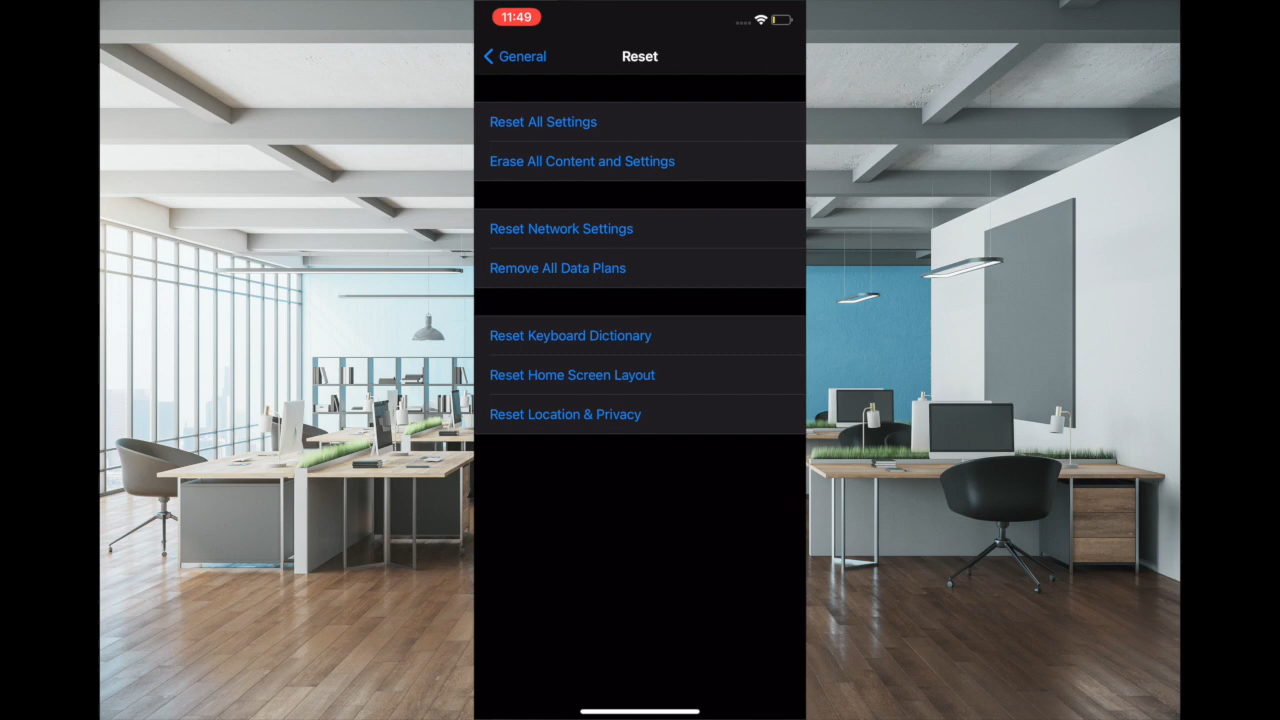 11:49
General
Reset
Reset All Settings
Erase All Content and Settings
Reset Network Settings
Remove All Data Plans
Reset Keyboard Dictionary
Reset Home Screen Layout
Reset Location & Privacy